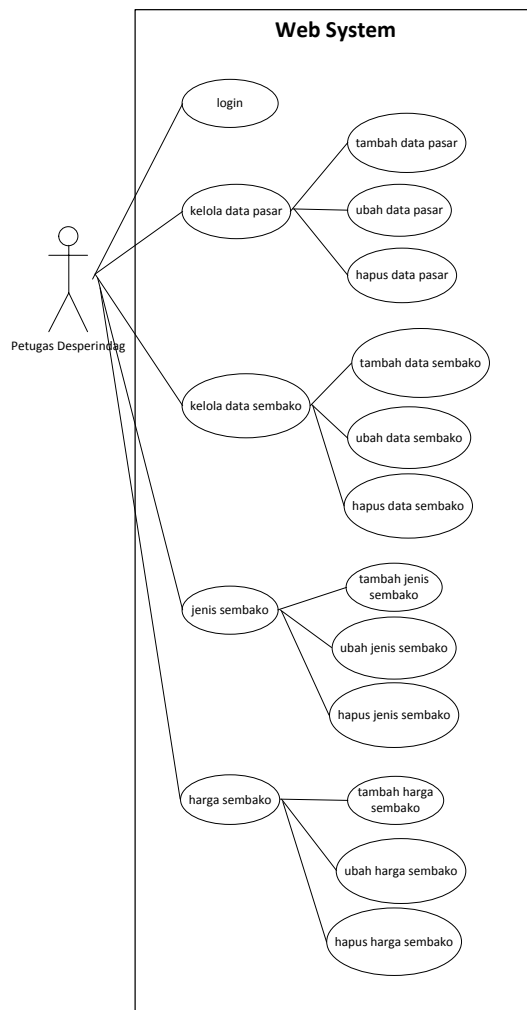 Web System
login
tambah data pasar
kelola data pasar
ubah data pasar
hapus data pasar
Petugas Desperindag
tambah data sembako
kelola data sembako
ubah data sembako
hapus data sembako
tambah jenis
sembako
jenis sembako
ubah jenis sembako
hapus jenis sembako
tambah harga
sembako
harga sembako
ubah harga sembako
hapus harga sembako